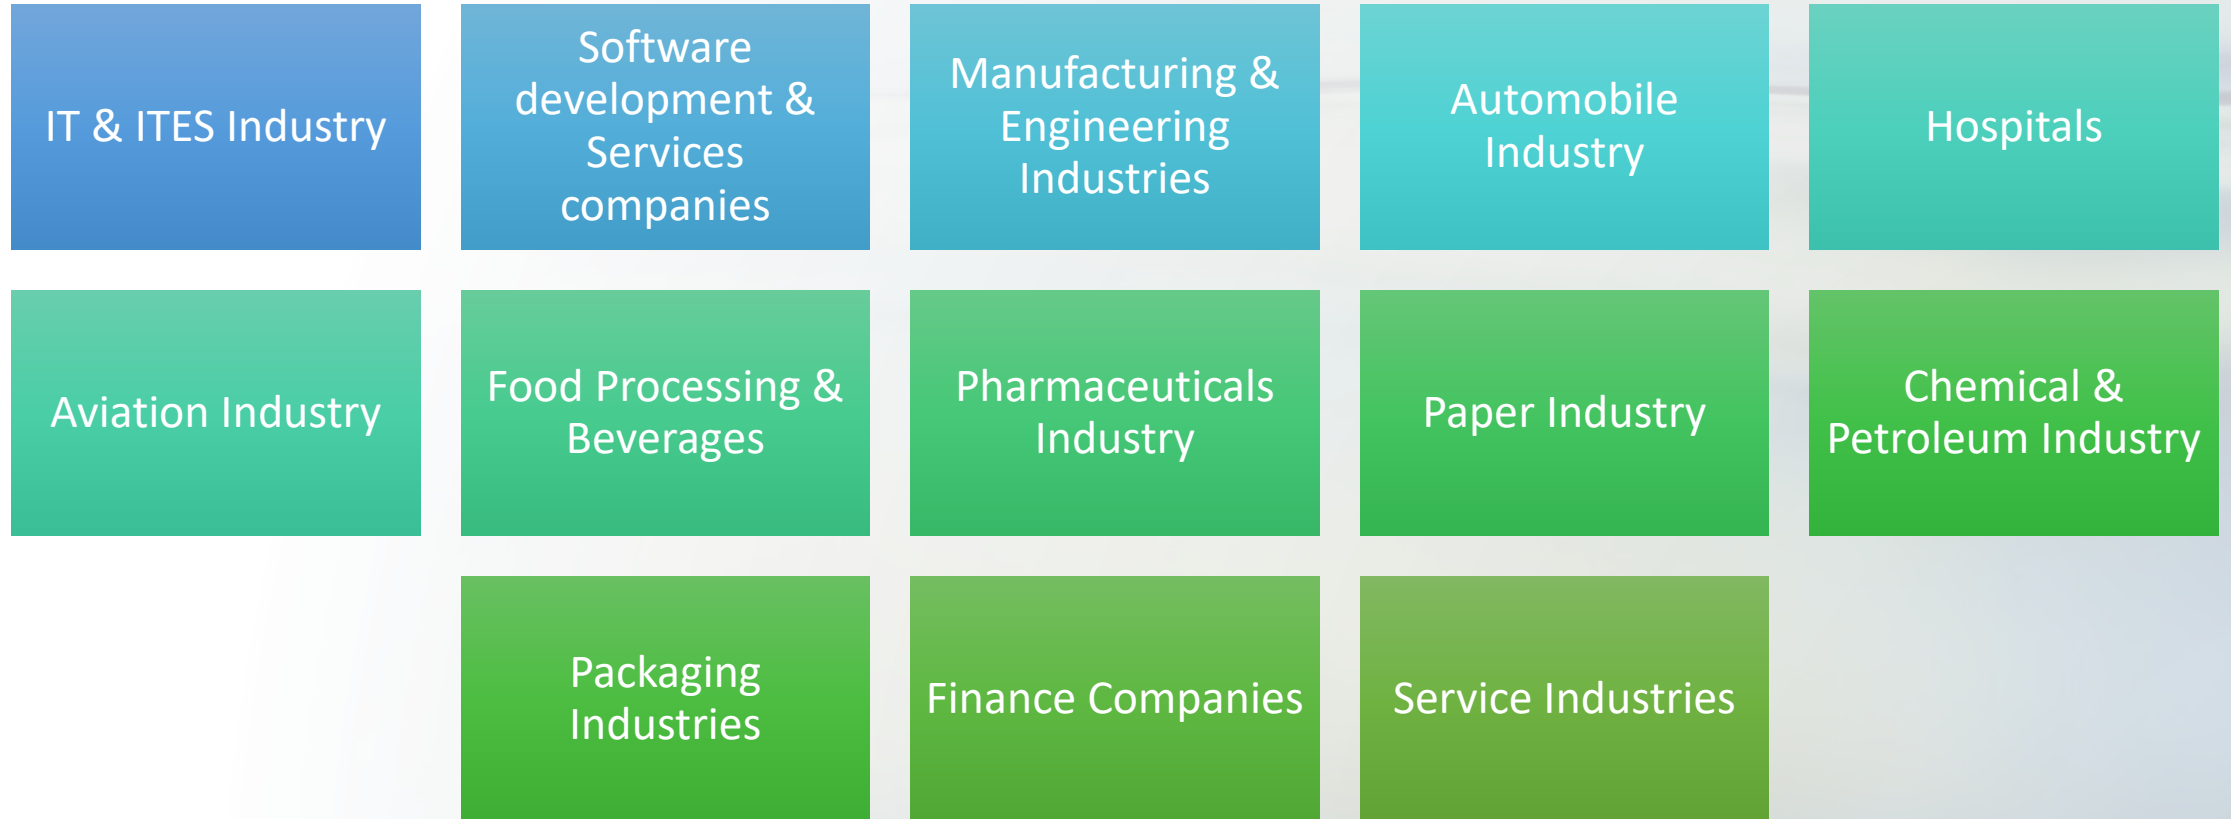 IT & ITES Industry
Software
development &
Services
companies
Manufacturing &
Engineering
Industries
Automobile
Industry
Hospitals
Aviation Industry
Food Processing &
Beverages
Pharmaceuticals
Industry
Paper Industry
Chemical &
Petroleum Industry
Packaging
Industries
Finance Companies
Service Industries